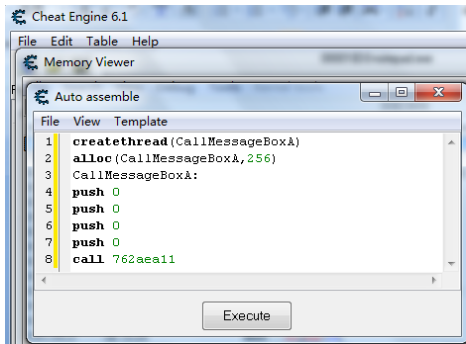 Cheat Engine 6.1
File Edit Table Help
Memory Viewer
Auto assemble
File View Template
1 createthread(CallMessageBoxA)
2 alloc(CallMessageBoxA,256)
3 CallMessageBoxA:
4 push 0
5 push 0
6 push 0
7 push 0
8 call 762aea11
Execute